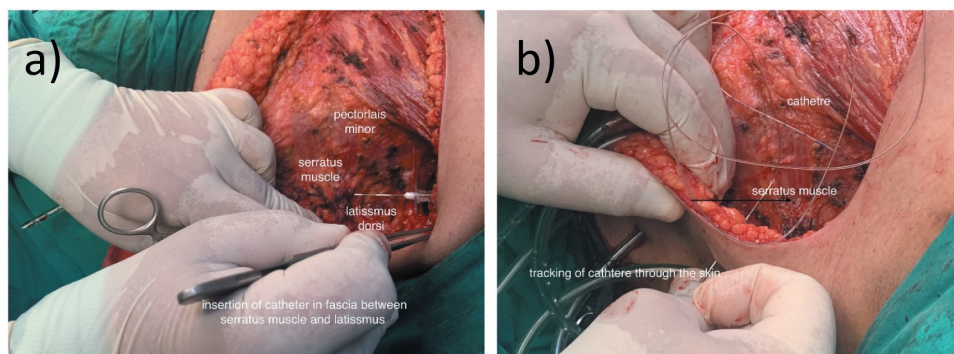 a)
pectorlais
minor
serratus
muscle
latissmus
dorsi
insertion of catheter in fascia between
serratus muscle and latissmus
b)
cathetre
serratus muscle
tracking of cathtere through the skin